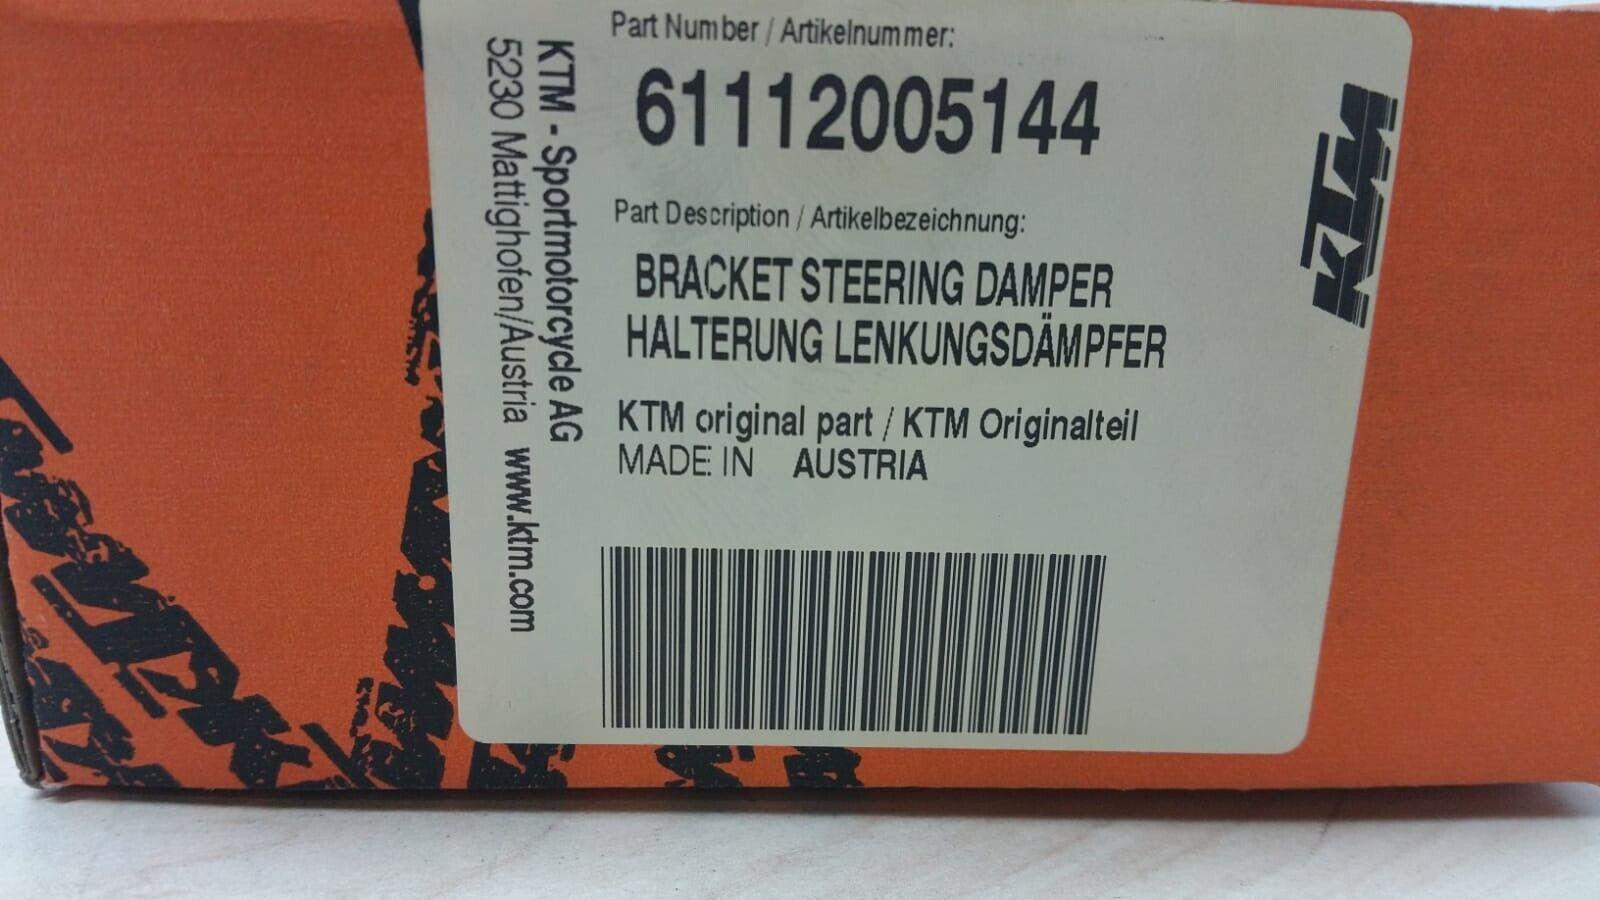 Part Number / Artikelnummer:
61112005144
Part Description / Artikelbezeichnung:
BRACKET STEERING DAMPER
HALTERUNG LENKUNGSDÄMPFER
KTM original part / KTM Originalteil
MADE IN AUSTRIA
KTM - Sportmotorcycle AG
5230 Mattighofen/Austria www.ktm.com
KTM